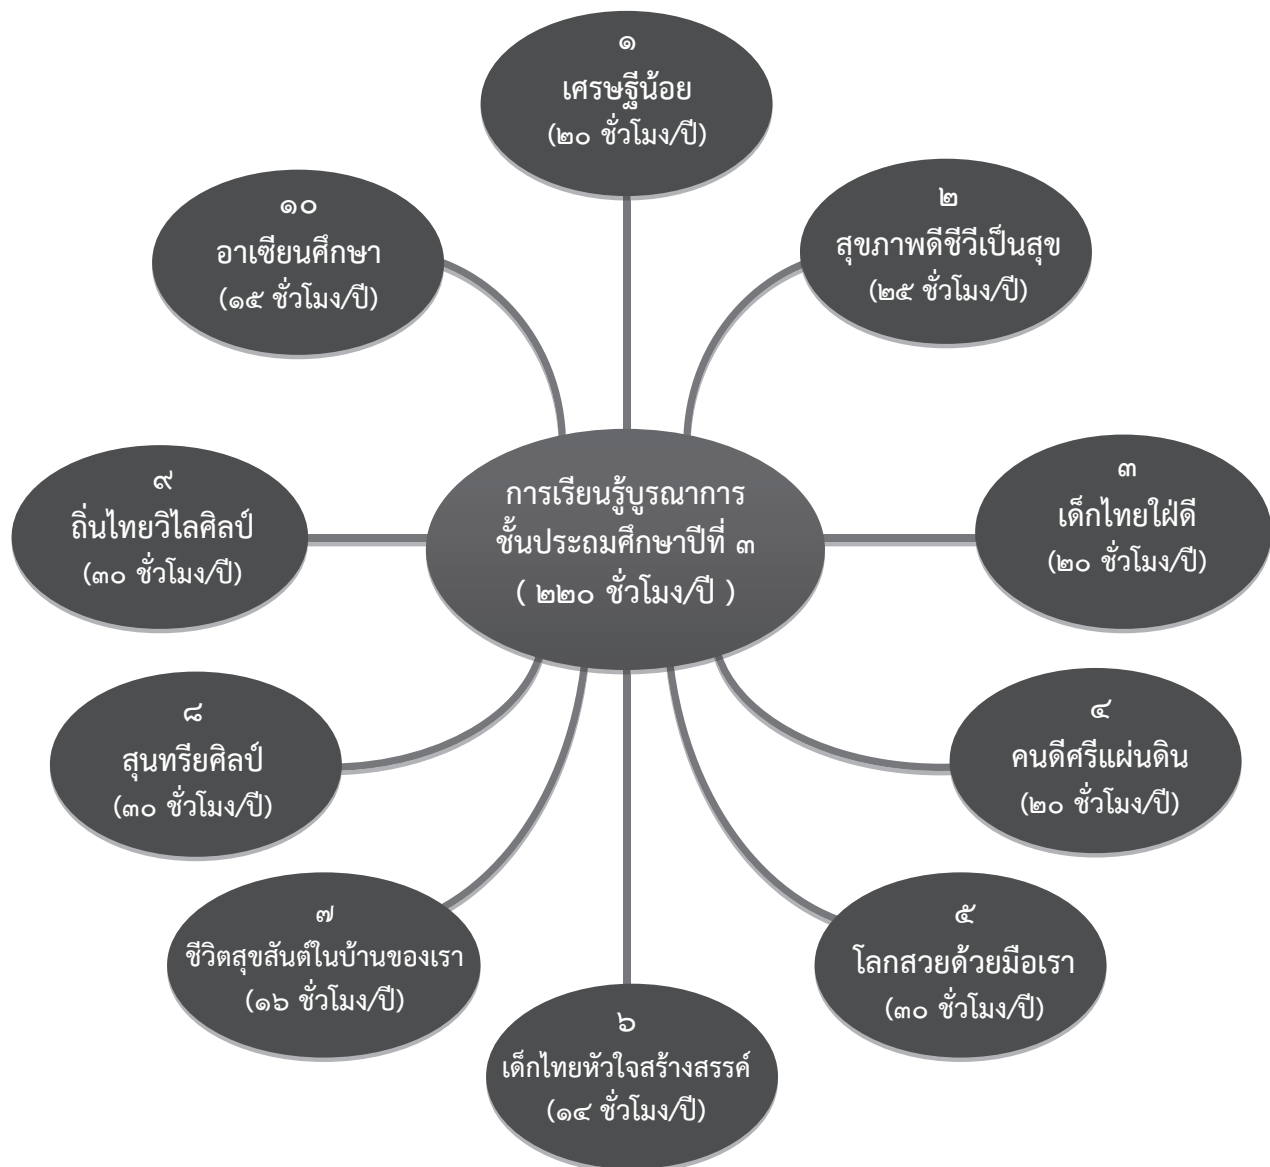 ๑
เศรษฐีน้อย
(๒๐ ชั่วโมง/ปี)
๒
สุขภาพดีชีวีเป็นสุข
(๒๕ ชั่วโมง/ปี)
๓
เด็กไทยใฝ่ดี
(๒๐ ชั่วโมง/ปี)
๔
คนดีศรีแผ่นดิน
(๒๐ ชั่วโมง/ปี)
๕
โลกสวยด้วยมือเรา
(๓๐ ชั่วโมง/ปี)
๖
เด็กไทยหัวใจสร้างสรรค์
(๑๔ ชั่วโมง/ปี)
๗
ชีวิตสุขสันต์ในบ้านของเรา
(๑๖ ชั่วโมง/ปี)
๘
สุนทรียศิลป์
(๓๐ ชั่วโมง/ปี)
๙
ถิ่นไทยวิไลศิลป์
(๓๐ ชั่วโมง/ปี)
๑๐
อาเซียนศึกษา
(๑๕ ชั่วโมง/ปี)
การเรียนรู้บูรณาการ
ชั้นประถมศึกษาปีที่ ๓
( ๒๒๐ ชั่วโมง/ปี )